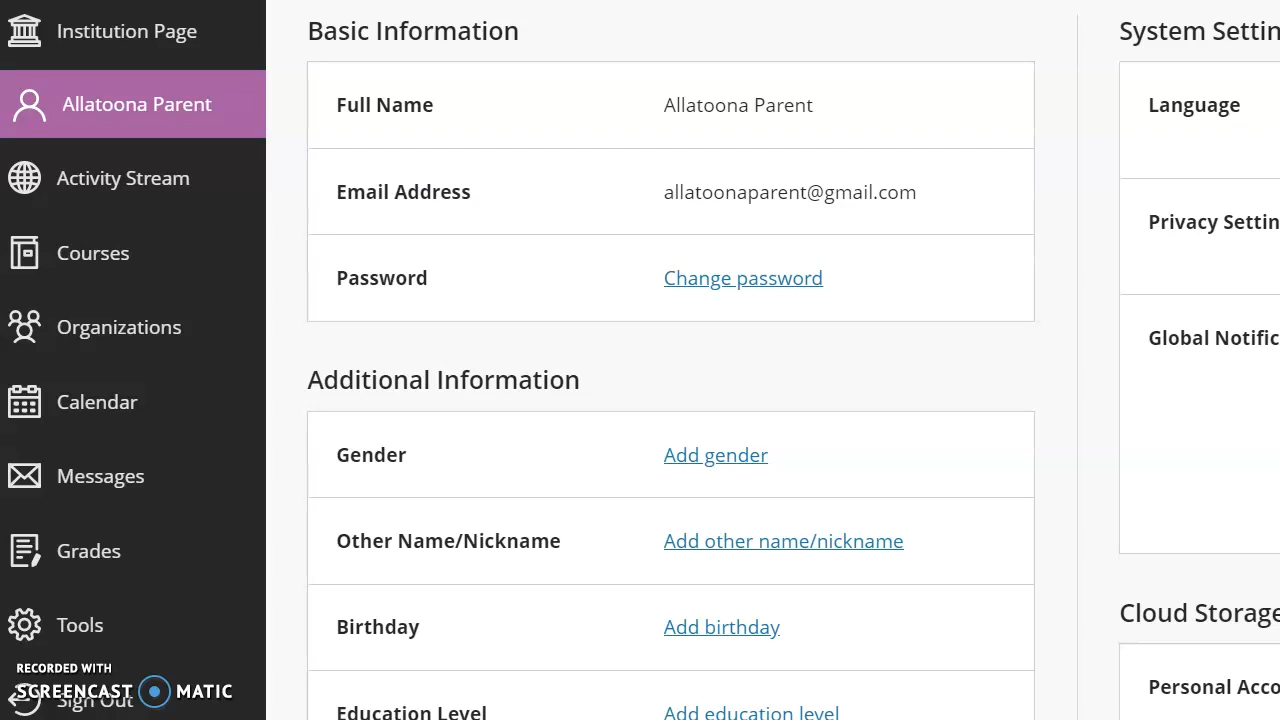 Institution Page
Allatoona Parent
Activity Stream
Courses
Organizations
Calendar
Messages
Grades
Tools
Sign Out
RECORDED WITH
SCREENCAST MATIC
Basic Information
Full Name Allatoona Parent
Email Address allatoonaparent@gmail.com
Password Change password
Additional Information
Gender Add gender
Other Name/Nickname Add other name/nickname
Birthday Add birthday
Education Level Add education level
System Settin
Language
Privacy Settin
Global Notific
Cloud Storage
Personal Acco